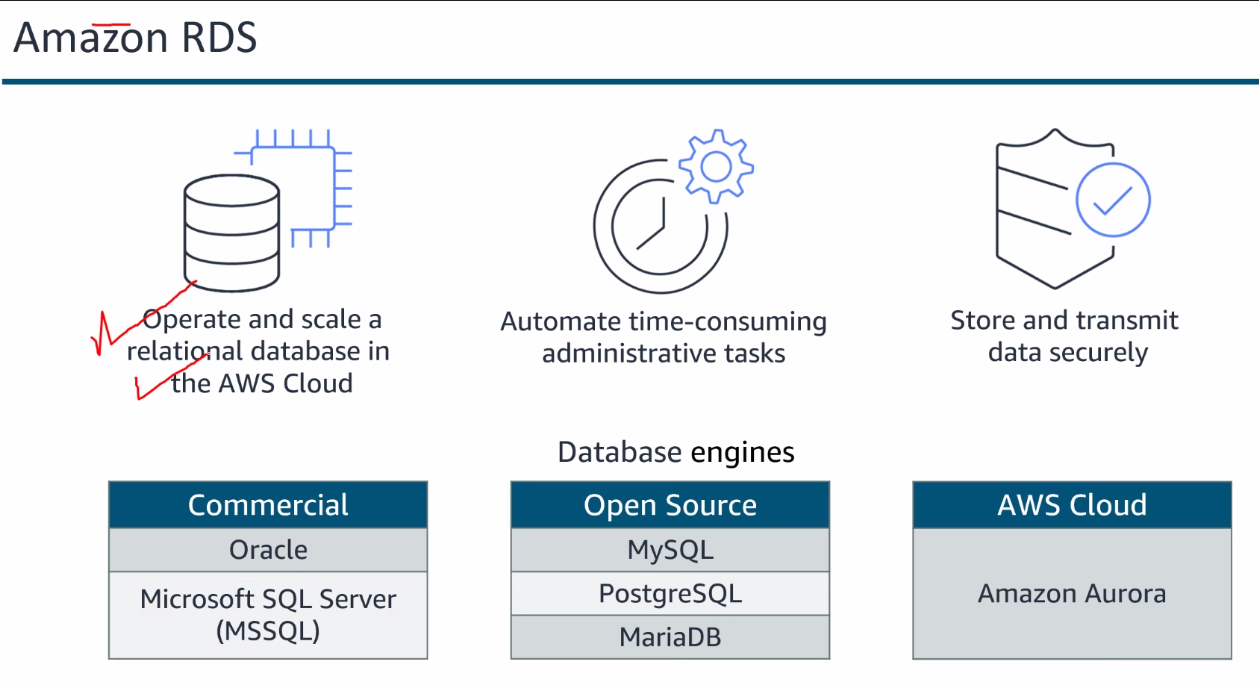 Amazon RDS
Operate and scale a
relational database in
the AWS Cloud
Automate time-consuming
administrative tasks
Store and transmit
data securely
Database engines
Commercial
Oracle
Microsoft SQL Server
(MSSQL)
Open Source
MySQL
PostgreSQL
MariaDB
AWS Cloud
Amazon Aurora